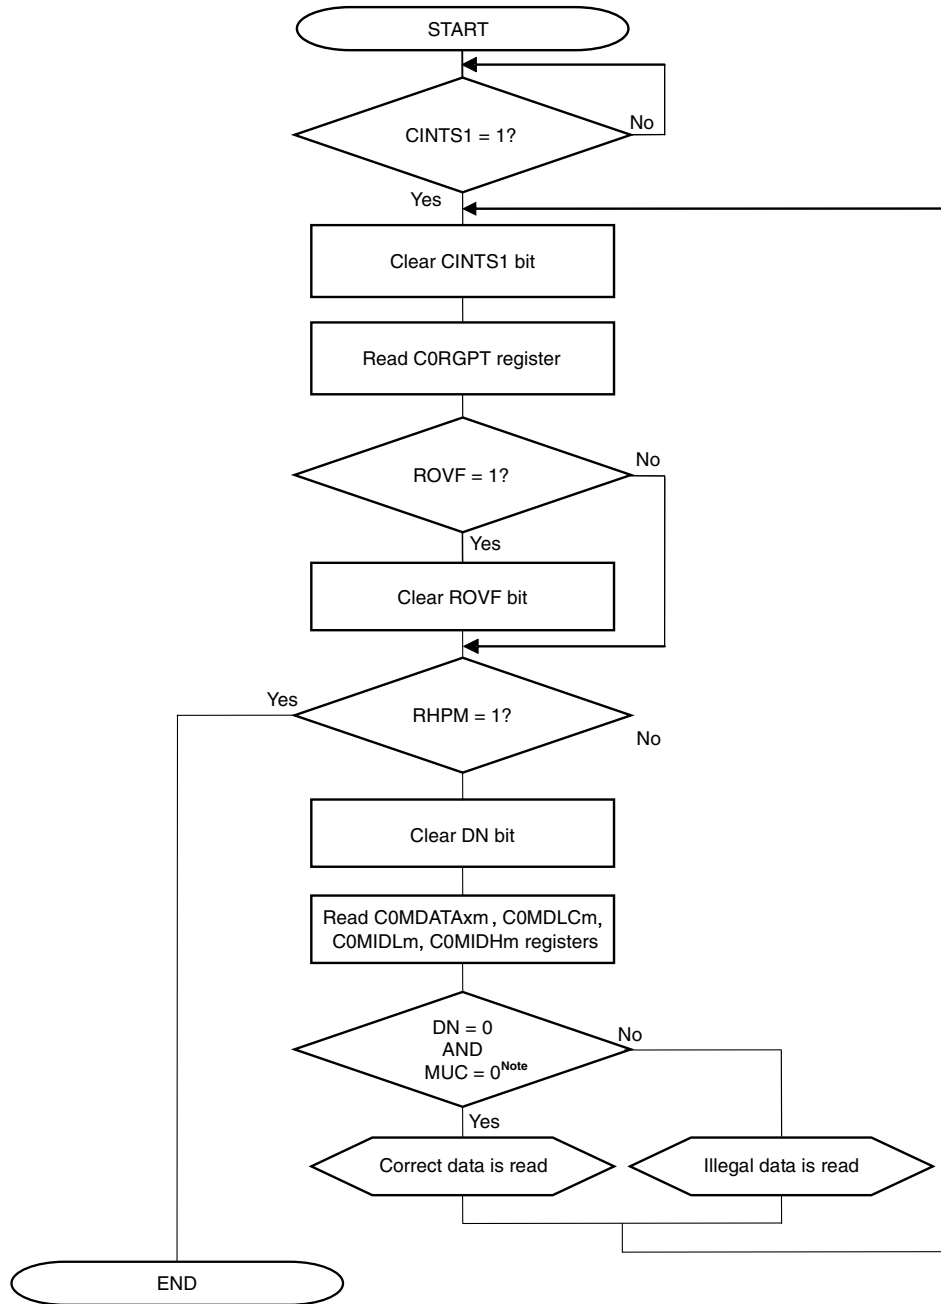 START
CINTS1 = 1?
No
Yes
Clear CINTS1 bit
Read C0RGPT register
ROVF = 1?
No
Yes
Clear ROVF bit
Yes
RHPM = 1?
No
Clear DN bit
Read C0MDATAxm , C0MDLCm,
C0MIDLm, C0MIDHm registers
DN = 0
AND
MUC = 0Note
No
Yes
Correct data is read
Illegal data is read
END